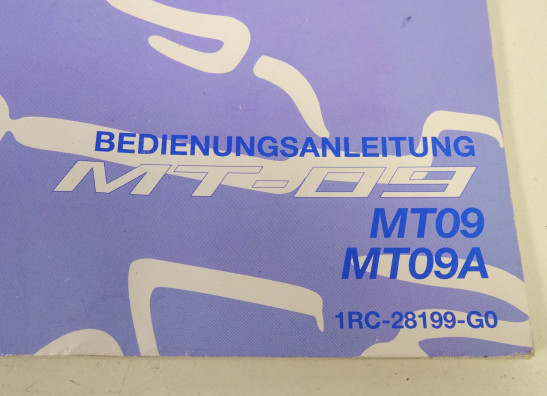 BEDIENUNGSANLEITUNG
MT-09
MT09
MT09A
1RC-28199-G0